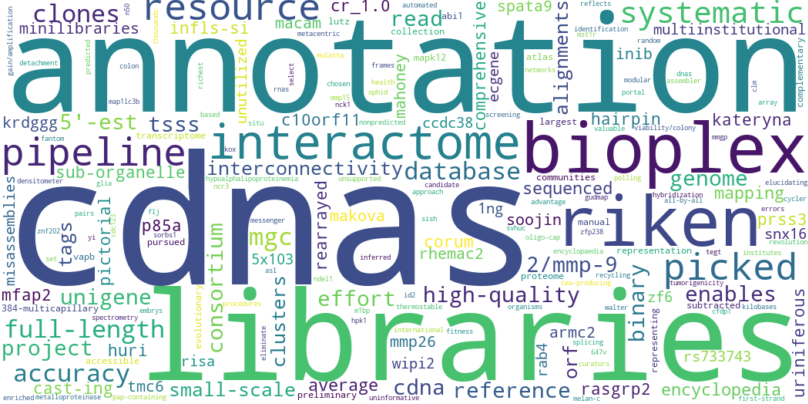 clones
resource
cr_1.0
spata9
systematic
minilibraries
infls-si
macam
lutz
read
abi1
collection
automated
reflects
multiinstitutional
annotation
gain/amplification
detachment
predicted
colon
map1lc3b
thousands
richest
metacentric
mulatta
frames
health
ophid
rnas
select
chosen
mmp15
nck1
mapk12
mahoney
unutilized
comprehensive
ecgene
atlas
networks
alignments
inib
identification
random
modular
portal
dnas
assembler
array
clm
complementary
krdggg
5'-est
tsss
c10orf11
ccdc38
screening
largest
hairpin
valuable
viability/colony
kateryna
fantom
transcriptome
based
situ
nonpredicted
mmgp
pipeline
interactome
bioplex
kox
sub-organelle
interconnectivity
database
communities
polling
genome
elucidating
glia
hypoalphalipoproteinemia
unsupported
candidate
sequenced
hybridization
errors
all-by-all
cycler
mapping
densitometer
ncr3
approach
advantage
gudmap
manual
zfp238
prss3
misassemblies
tags
pairs
cdc123
flj
p85a
rearrayed
makova
sish
1ng
soojin
riken
snx16
cdnas
znf202
yi
sorbs1
messenger
svhuc
oligo-cap
encyclopaedia
revolution
set
vapb
pursued
mgc
corum
representation
tegt
institutes
pictorial
consortium
5x103
inferred
rhemac2
2/mmp-9
proteome
recycling
picked
mfap2
unigene
asl
ndel1
effort
high-quality
csa-producing
enables
tumorigenicity
384-multicapillary
embrys
procedures
m1bp
id2
thermostable
walter
zf6
subtracted
cfdp1
kilobases
libraries
full-length
evolutionary
clusters
hpk1
international
fitness
organisms
splicing
binary
representing
project
huri
spectrometry
risa
eliminate
mmp26
armc2
647v
rs733743
accessible
rab4
orf
curators
uriniferous
accuracy
wipi2
cast-ing
tmc6
small-scale
average
cdna
reference
rasgrp2
encyclopedia
enriched
metalloproteinase
pap-containing
preliminary
uninformative
melan-c
first-strand